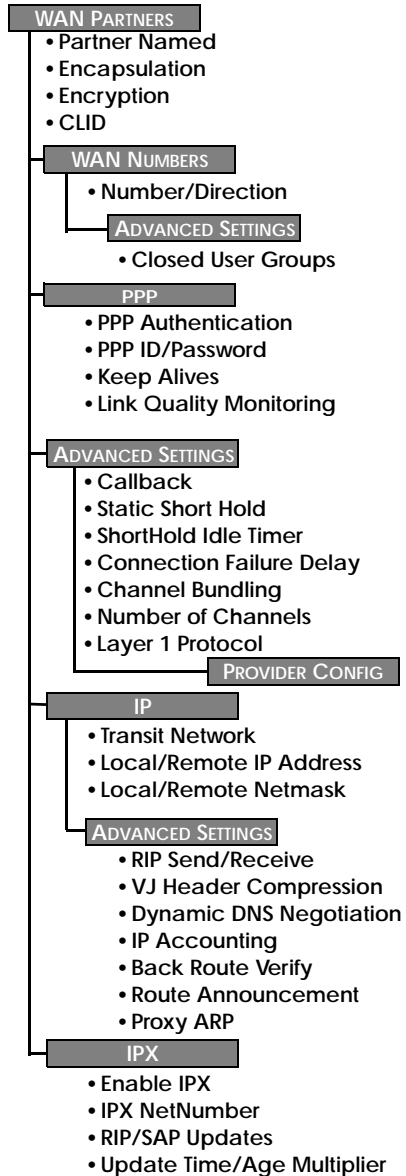 WAN PARTNERS
• Partner Named
• Encapsulation
• Encryption
• CLID
WAN NUMBERS
• Number/Direction
ADVANCED SETTINGS
• Closed User Groups
PPP
• PPP Authentication
• PPP ID/Password
• Keep Alives
• Link Quality Monitoring
ADVANCED SETTINGS
• Callback
• Static Short Hold
• ShortHold Idle Timer
• Connection Failure Delay
• Channel Bundling
• Number of Channels
• Layer 1 Protocol
PROVIDER CONFIG
IP
• Transit Network
• Local/Remote IP Address
• Local/Remote Netmask
ADVANCED SETTINGS
• RIP Send/Receive
• VJ Header Compression
• Dynamic DNS Negotiation
• IP Accounting
• Back Route Verify
• Route Announcement
• Proxy ARP
IPX
• Enable IPX
• IPX NetNumber
• RIP/SAP Updates
• Update Time/Age Multiplier